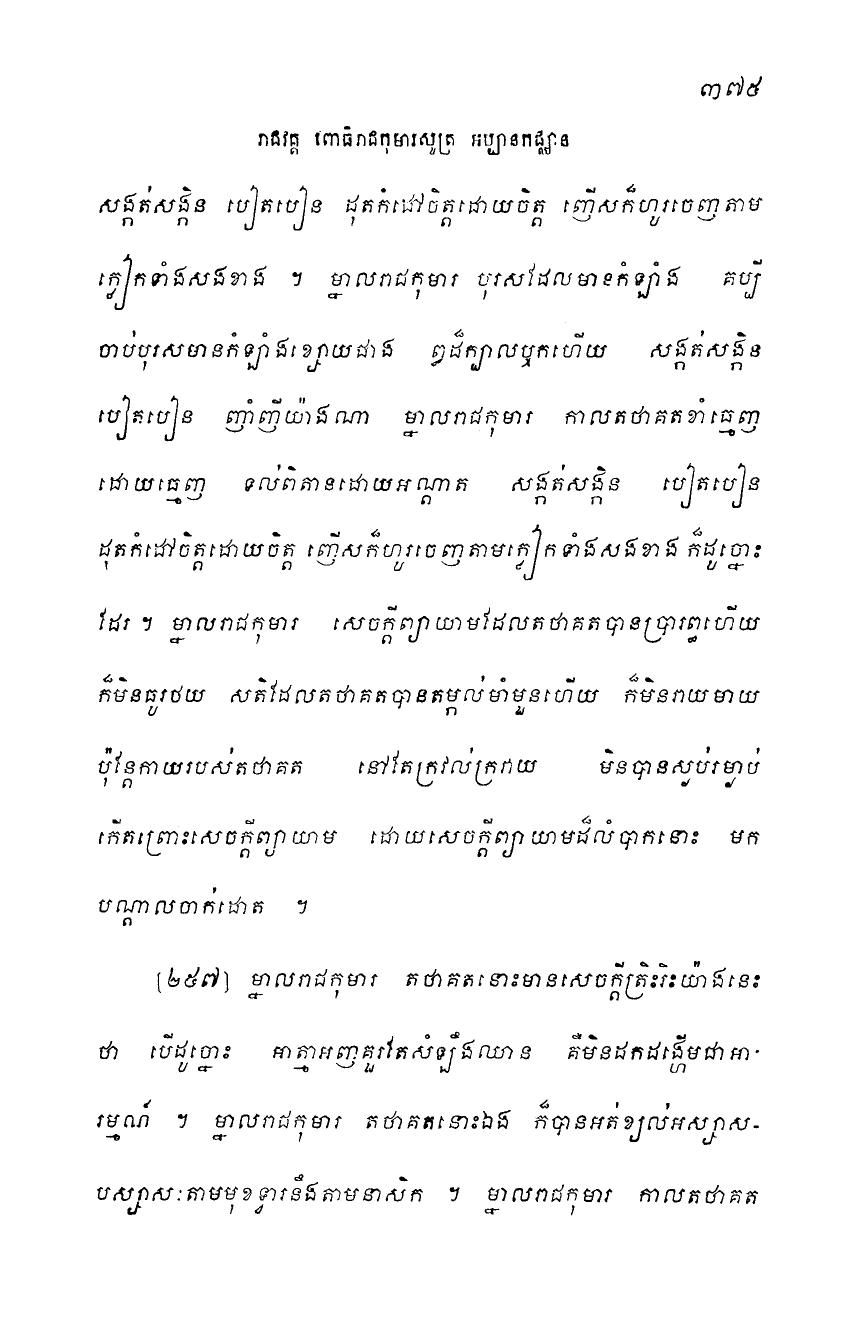 ៣៧៥
រាជវគ្គ ពោធិរាជកុមារសូត្រ អប្បានកជ្ឈាន
សង្កត់សង្កិន បៀតបៀន ដុតកំដៅចិត្តដោយចិត្ត ញើសក៏ហូរចេញតាម
ក្លៀកទាំងសងខាង ។ ម្នាលរាជកុមារ បុរសដែលមានកំឡាំង គប្បី
ចាប់បុរសមានកំឡាំងខ្សោយជាង ត្រដ៏ក្បាលឬកហើយ សង្កត់សង្កិន
បៀតបៀន ញាំញីយ៉ាងណា ម្នាលរាជកុមារ កាលតថាគតខាំធ្មេញ
ដោយធ្មេញ ទល់ពិតានដោយអណ្តាត សង្កត់សង្កិន បៀតបៀន
ដុតកំដៅចិត្តដោយចិត្ត ញើសក៏ហូរចេញតាមក្លៀកទាំងសងខាង ក៏ដូច្នោះ
ដែរ ។ ម្នាលរាជកុមារ សេចក្តីព្យាយាមដែលតថាគតបានប្រារព្ធហើយ
ក៏មិនធូរថយ សតិដែលតថាគតបានតម្កល់មាំមួនហើយ ក៏មិនរាយមាយ
ប៉ុន្តែកាយរបស់តថាគត នៅតែក្រវល់ក្រវាយ មិនបានស្ងប់រម្ងាប់
កើតព្រោះសេចក្តីព្យាយាម ដោយសេចក្តីព្យាយាមដ៏លំបាកនោះ មក
បណ្តាលចាក់ដោត ។
[២៥៧] ម្នាលរាជកុមារ តថាគតនោះមានសេចក្តីត្រិះរិះយ៉ាងនេះ
ថា បើដូច្នោះ អាត្មាអញគួរតែសំឡឹងឈាន គឺមិនដកដង្ហើមជាអា-
រម្មណ៍ ។ ម្នាលរាជកុមារ តថាគតនោះឯង ក៏បានអត់ខ្យល់អស្សាស-
បស្សាសៈតាមមុខទ្វារនឹងតាមនាសិក ។ ម្នាលរាជកុមារ កាលតថាគត